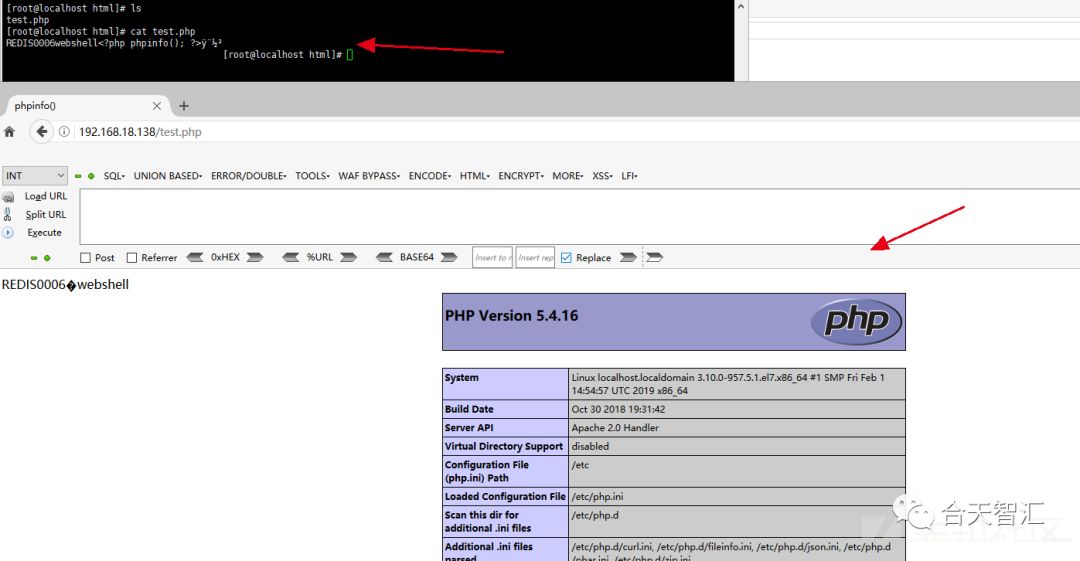 [root@localhost html]# ls
test.php
[root@localhost html]# cat test.php
REDIS0006webshell<?php phpinfo(); ?>ÿ¨½²
[root@localhost html]#
phpinfo()
192.168.18.138/test.php
INT SQL UNION BASED ERROR/DOUBLE TOOLS WAF BYPASS ENCODE HTML ENCRYPT MORE XSS LFI
Load URL
Split URL
Execute
Post Referrer 0xHEX %URL BASE64 Insert to r Insert rep Replace
REDIS0006�webshell
PHP Version 5.4.16
php
System Linux localhost.localdomain 3.10.0-957.5.1.el7.x86_64 #1 SMP Fri Feb 1
14:54:57 UTC 2019 x86_64
Build Date Oct 30 2018 19:31:42
Server API Apache 2.0 Handler
Virtual Directory Support disabled
Configuration File
(php.ini) Path /etc
Loaded Configuration File /etc/php.ini
Scan this dir for
additional .ini files /etc/php.d
Additional .ini files
parsed /etc/php.d/curl.ini, /etc/php.d/fileinfo.ini, /etc/php.d/json.ini, /etc/php.d
/phar.ini, /etc/php.d/zip.ini
合天智汇